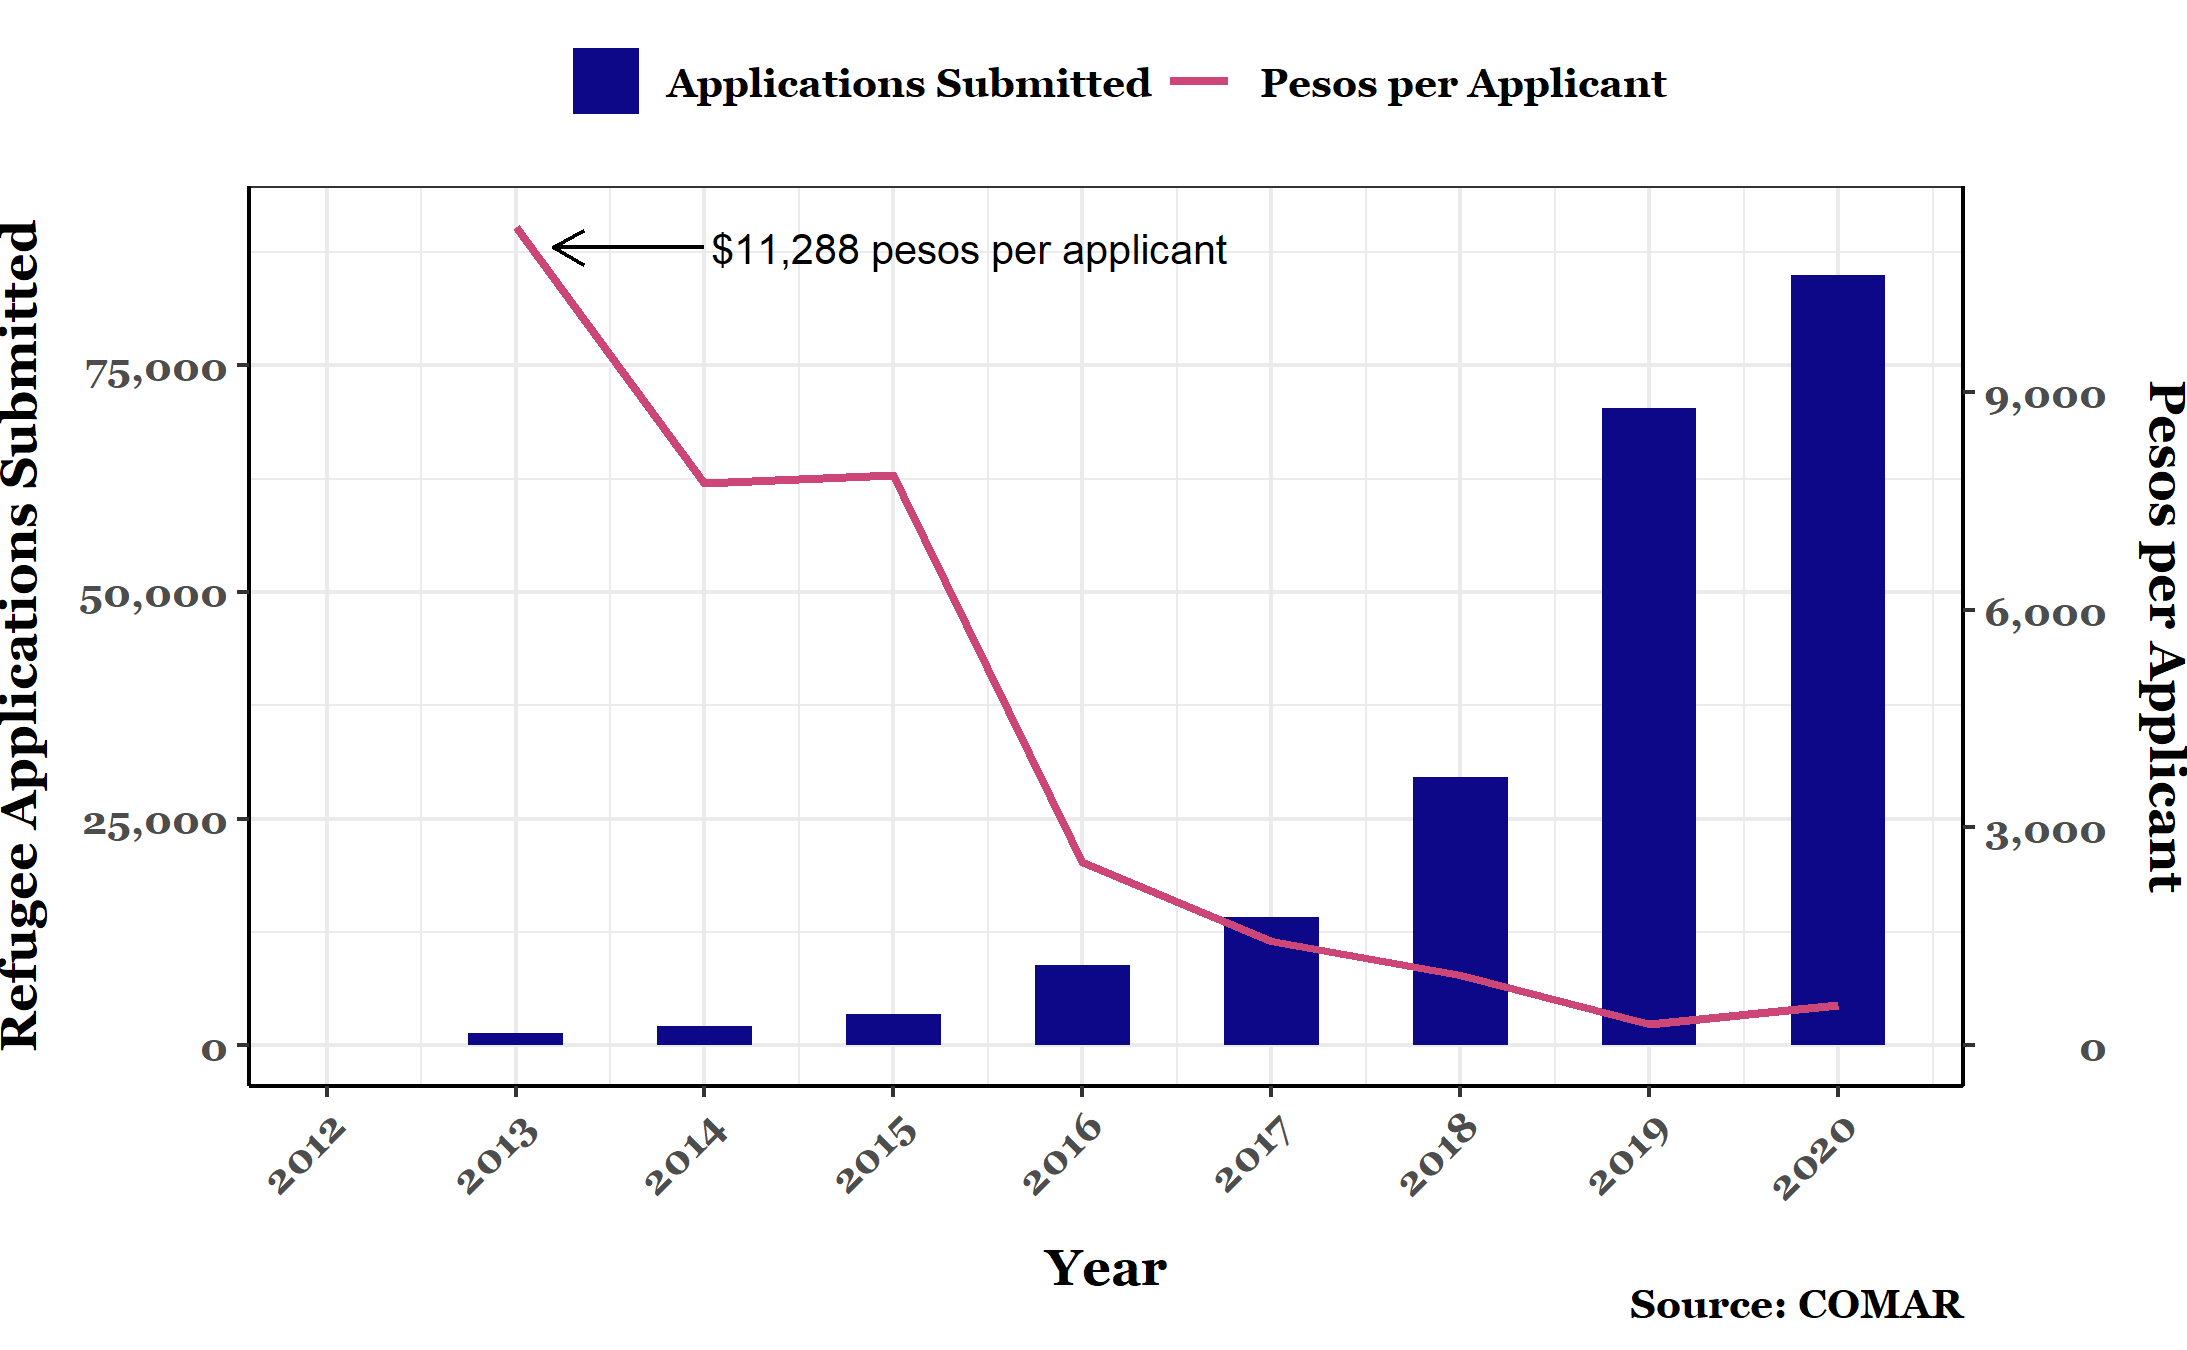 Applications Submitted Pesos per Applicant
$11,288 pesos per applicant
Refugee Applications Submitted
75,000
50,000
25,000
0
9,000
6,000
3,000
0
Pesos per Applicant
2012 2013 2014 2015 2016 2017 2018 2019 2020
Year
Source: COMAR